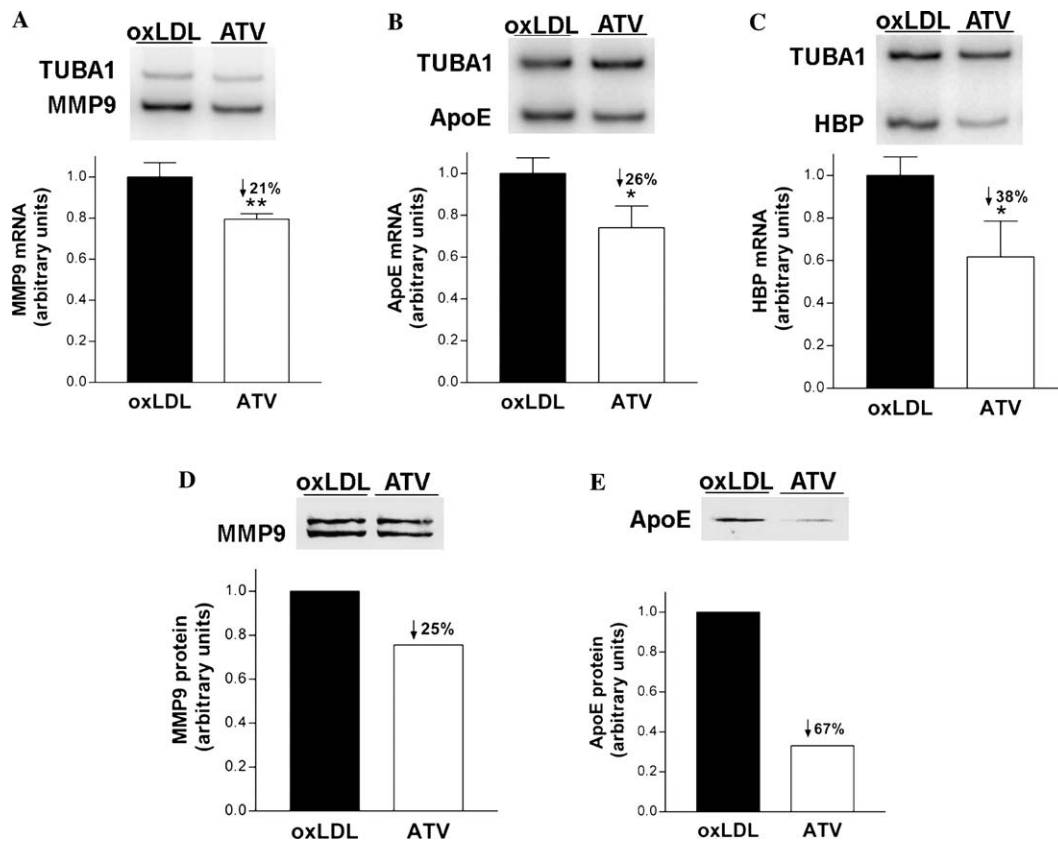 A
oxLDL ATV
TUBA1
MMP9
MMP9 mRNA
(arbitrary units)
1.0
0.8
0.6
0.4
0.2
0.0
↓21%
**
oxLDL ATV
B
oxLDL ATV
TUBA1
ApoE
ApoE mRNA
(arbitrary units)
1.0
0.8
0.6
0.4
0.2
0.0
↓26%
*
oxLDL ATV
C
oxLDL ATV
TUBA1
HBP
HBP mRNA
(arbitrary units)
1.0
0.8
0.6
0.4
0.2
0.0
↓38%
*
oxLDL ATV
D
oxLDL ATV
MMP9
MMP9 protein
(arbitrary units)
1.0
0.8
0.6
0.4
0.2
0.0
↓25%
oxLDL ATV
E
oxLDL ATV
ApoE
ApoE protein
(arbitrary units)
1.0
0.8
0.6
0.4
0.2
0.0
↓67%
oxLDL ATV